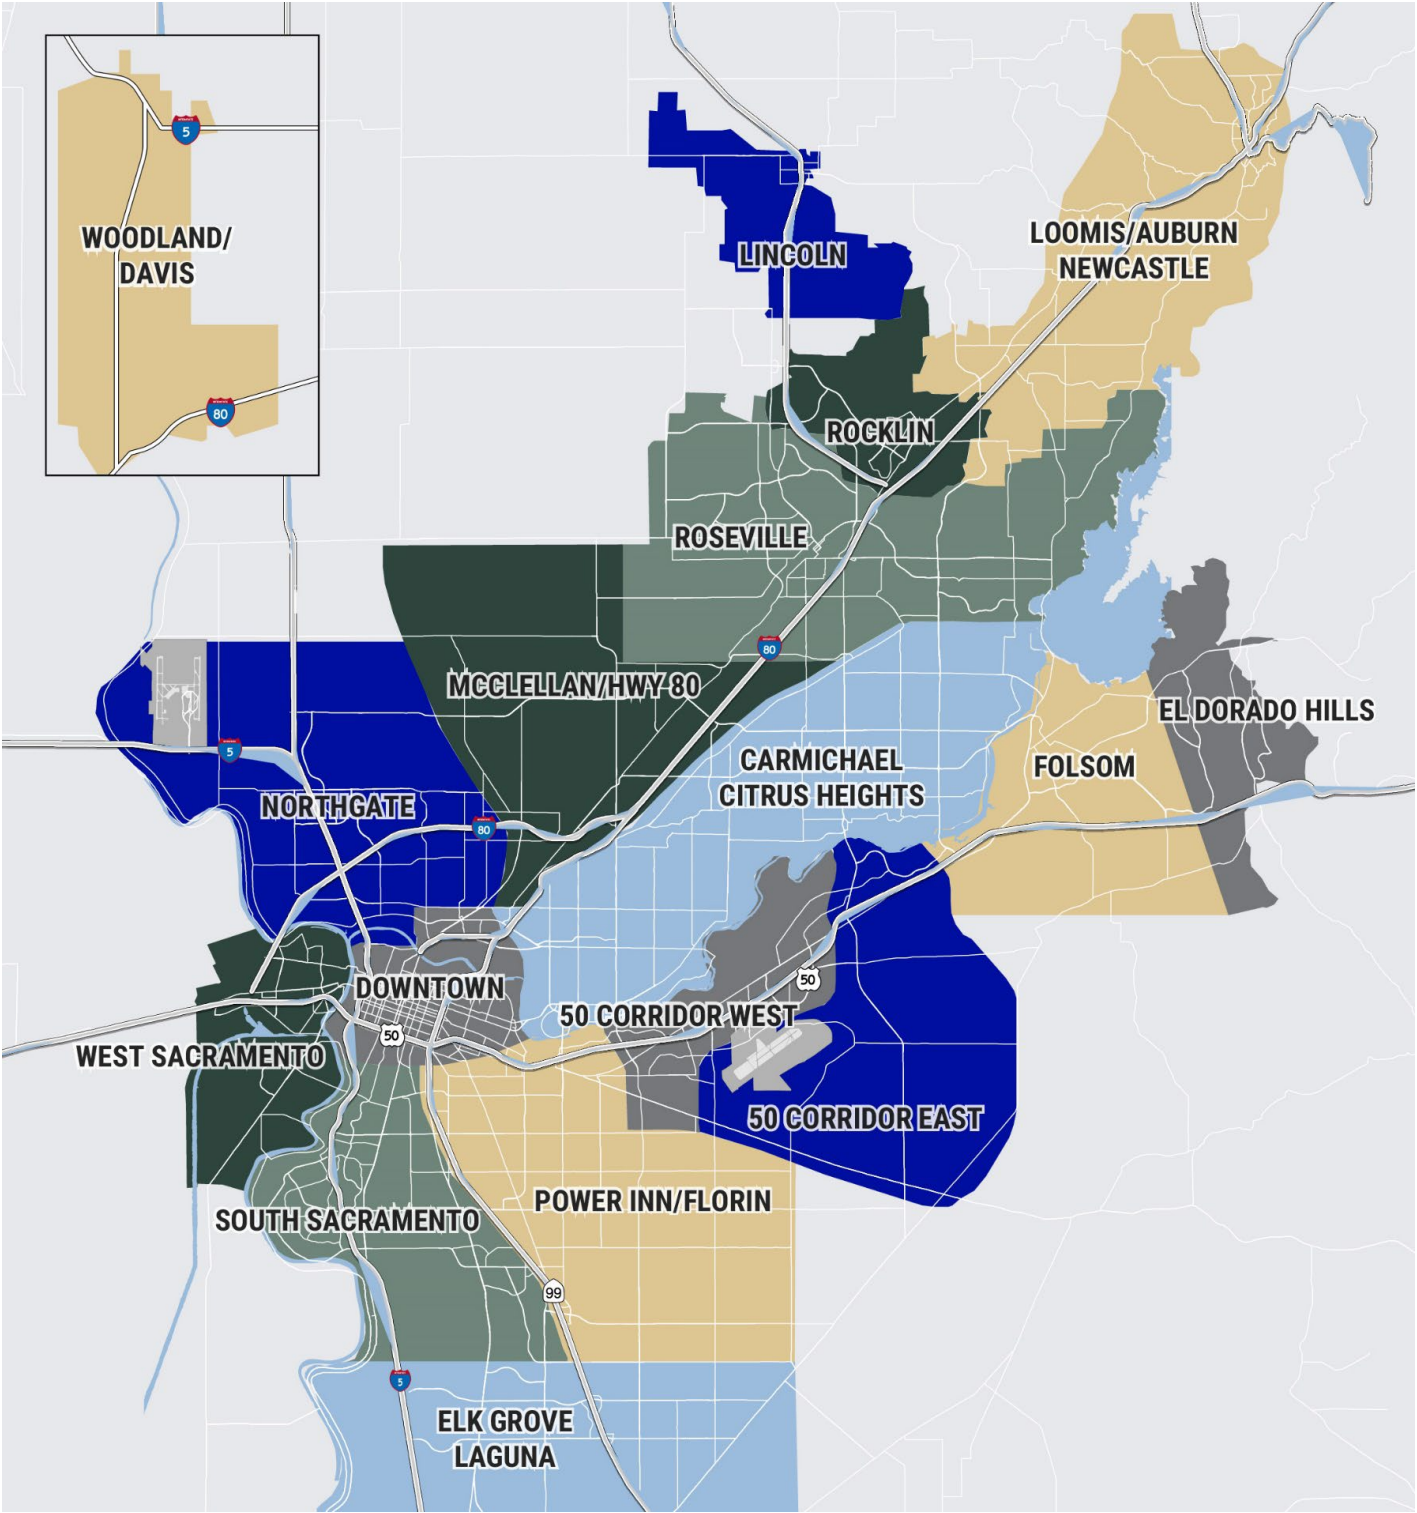 5
WOODLAND/
DAVIS
80
LINCOLN
LOOMIS/AUBURN
NEWCASTLE
ROCKLIN
ROSEVILLE
80
MCCLELLAN/HWY 80
EL DORADO HILLS
5
CARMICHAEL
CITRUS HEIGHTS
FOLSOM
NORTHGATE
80
DOWNTOWN
50
50 CORRIDOR WEST
50
WEST SACRAMENTO
50 CORRIDOR EAST
POWER INN/FLORIN
SOUTH SACRAMENTO
99
5
ELK GROVE
LAGUNA